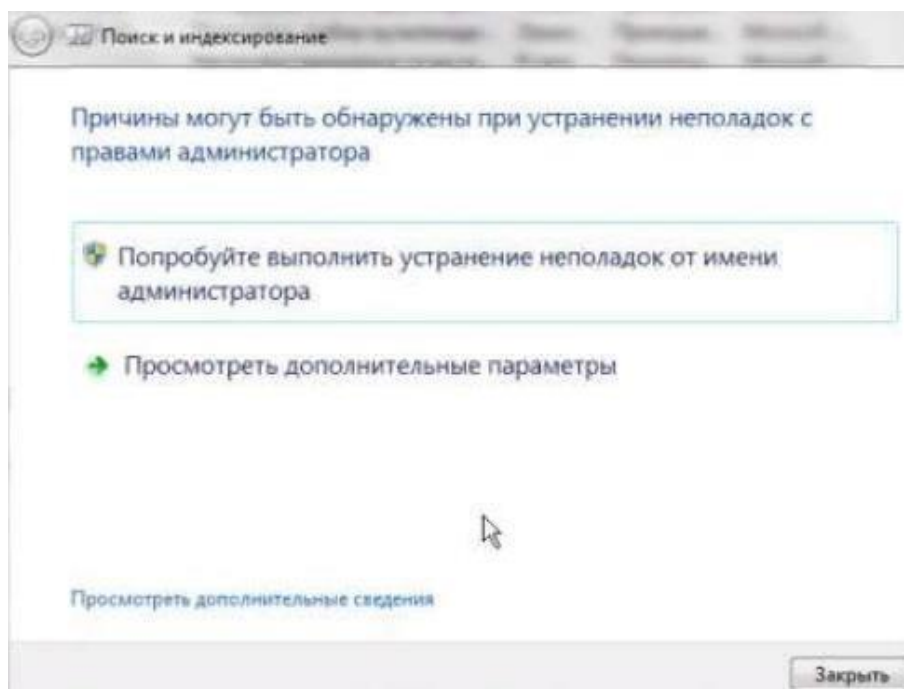 Поиск и индексирование
Причины могут быть обнаружены при устранении неполадок с
правами администратора
Попробуйте выполнить устранение неполадок от имени
администратора
Просмотреть дополнительные параметры
Просмотреть дополнительные сведения
Закрыть